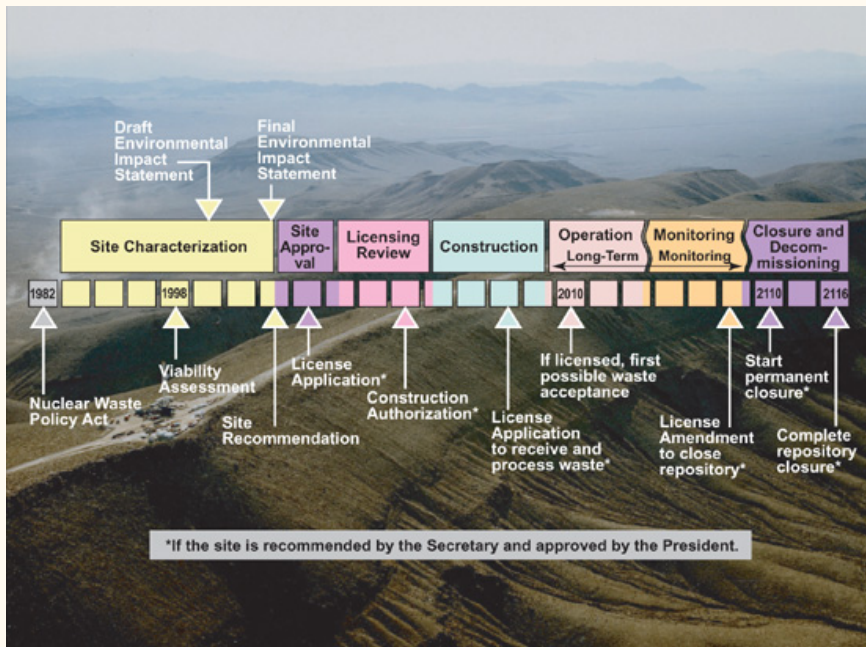 Draft
Environmental
Impact
Statement
Final
Environmental
Impact
Statement
Site Characterization
Site
Appro-
val
Licensing
Review
Construction
Operation
Long-Term
Monitoring
Monitoring
Closure and
Decom-
missioning
1982
1998
2010
2110
2116
Nuclear Waste
Policy Act
Viability
Assessment
Site
Recommendation
License
Application*
Construction
Authorization*
License
Application
to receive and
process waste*
If licensed, first
possible waste
acceptance
License
Amendment
to close
repository*
Start
permanent
closure*
Complete
repository
closure*
*If the site is recommended by the Secretary and approved by the President.